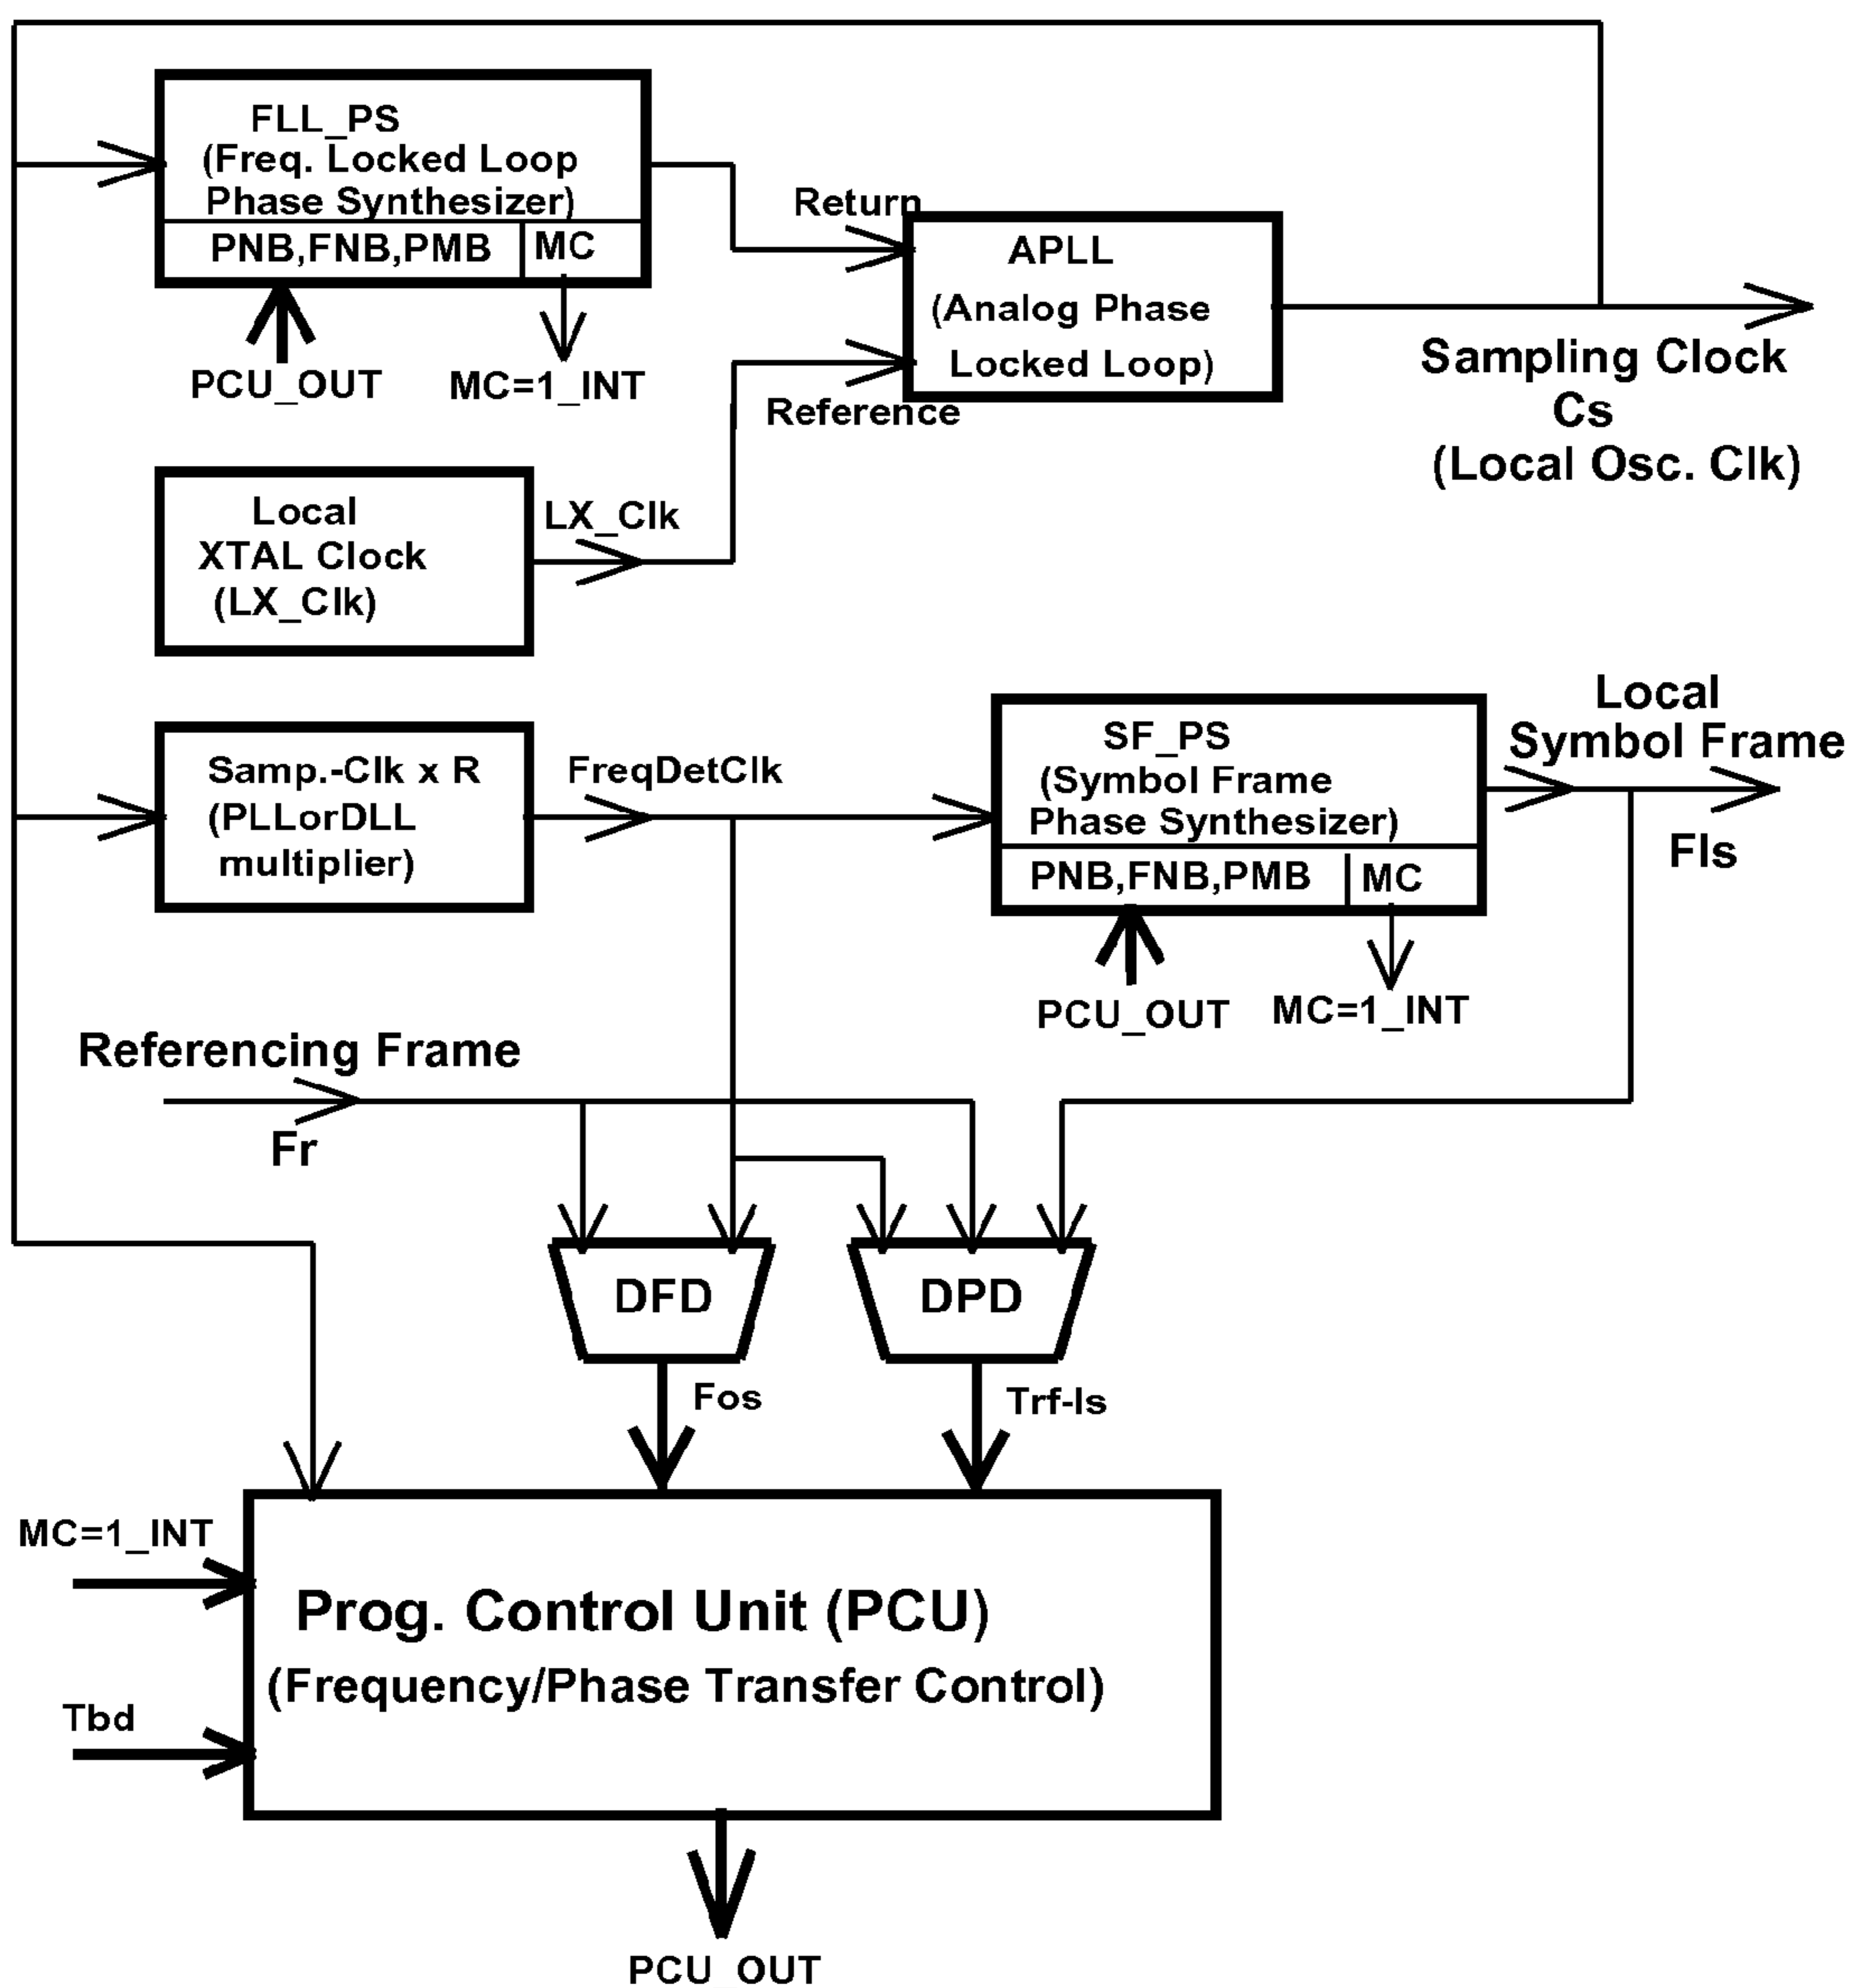 FLL_PS
(Freq. Locked Loop
Phase Synthesizer)
PNB,FNB,PMB
MC
PCU_OUT
MC=1_INT
Return
APLL
(Analog Phase
Locked Loop)
Reference
Sampling Clock
Cs
(Local Osc. Clk)
Local
XTAL Clock
(LX_Clk)
LX_Clk
Samp.-Clk x R
(PLLorDLL
multiplier)
FreqDetClk
SF_PS
(Symbol Frame
Phase Synthesizer)
PNB,FNB,PMB
MC
PCU_OUT
MC=1_INT
Local
Symbol Frame
Fls
Referencing Frame
Fr
DFD
DPD
Fos
Trf-ls
MC=1_INT
Tbd
Prog. Control Unit (PCU)
(Frequency/Phase Transfer Control)
PCU_OUT